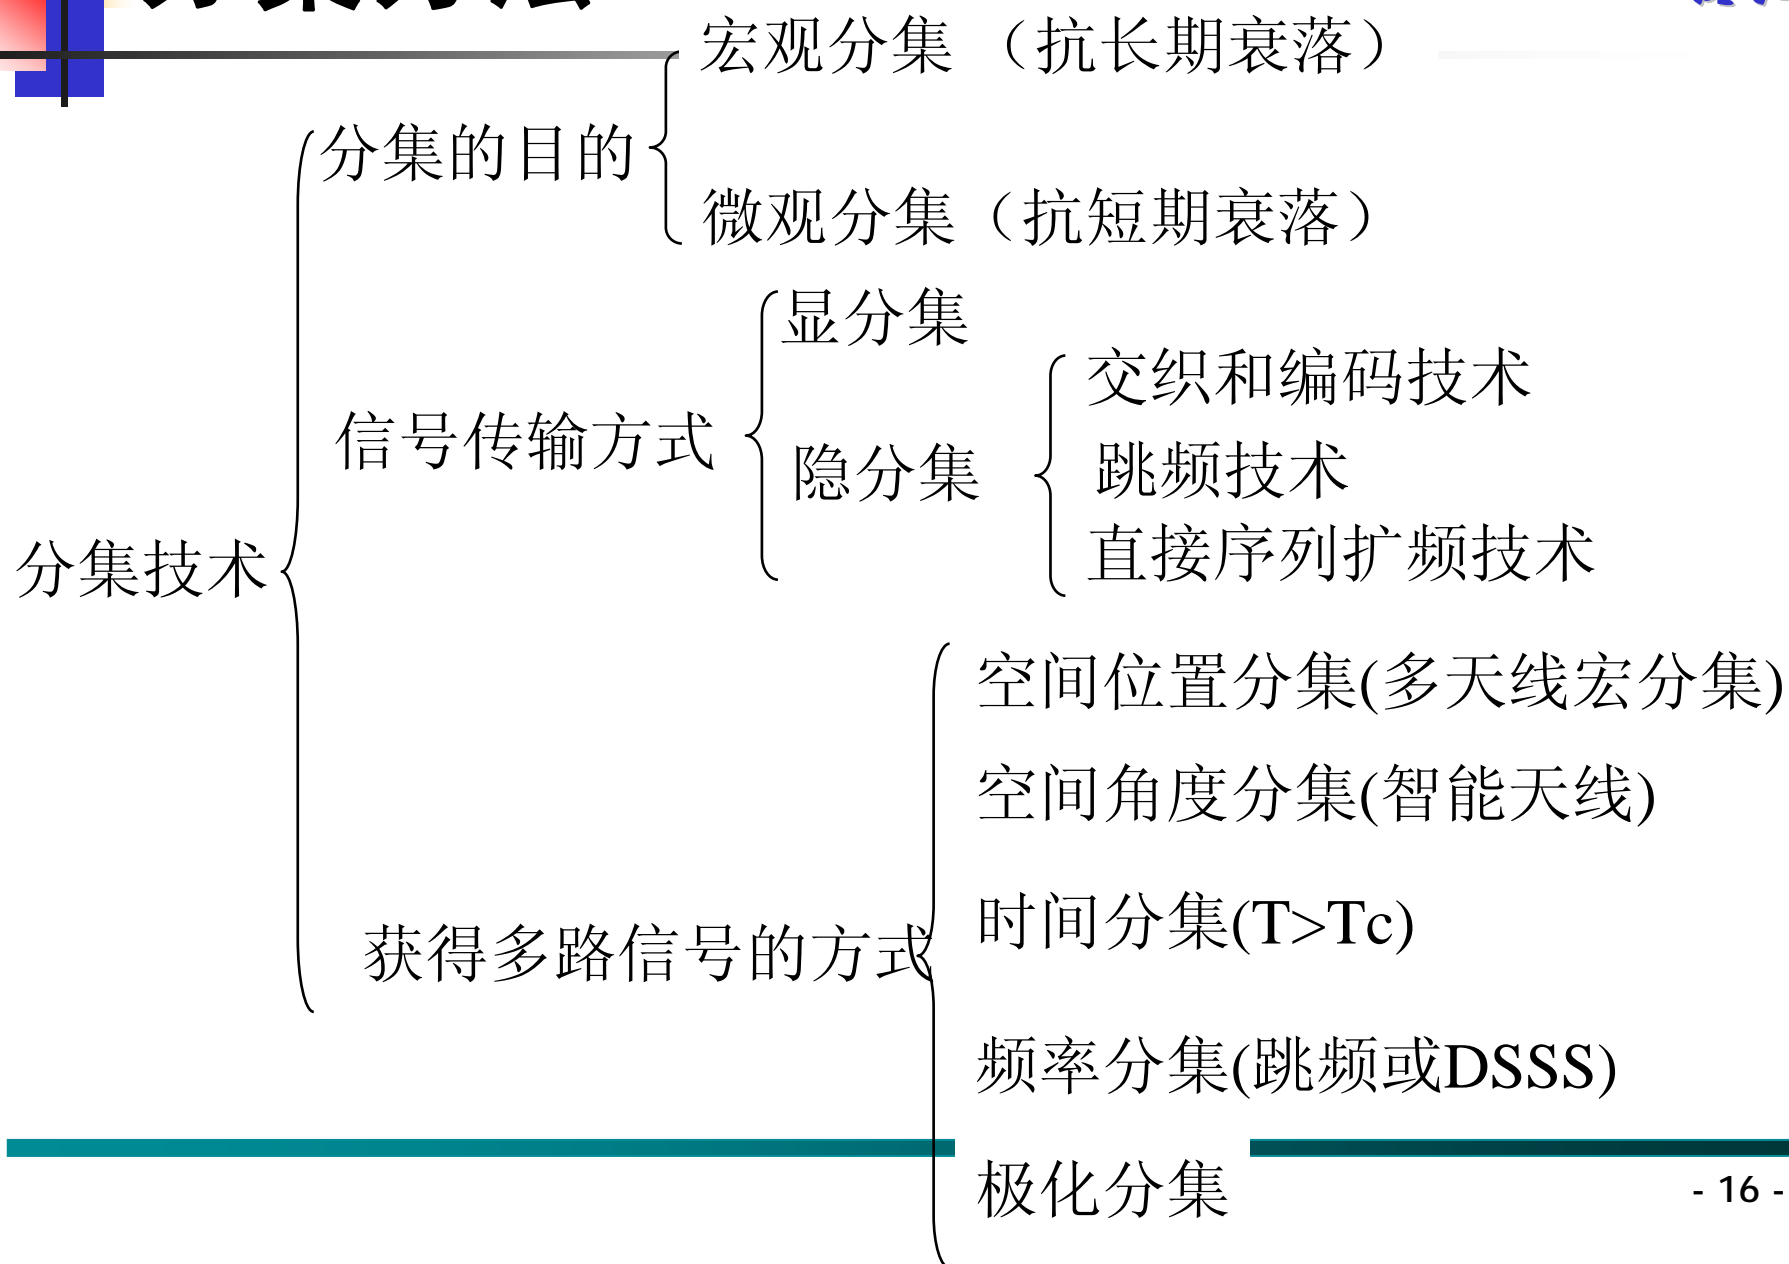 宏观分集 （抗长期衰落）
分集的目的
微观分集（抗短期衰落）
显分集
交织和编码技术
信号传输方式
隐分集
跳频技术
直接序列扩频技术
分集技术
空间位置分集(多天线宏分集)
空间角度分集(智能天线)
时间分集(T>Tc)
获得多路信号的方式
频率分集(跳频或DSSS)
极化分集
- 16 -